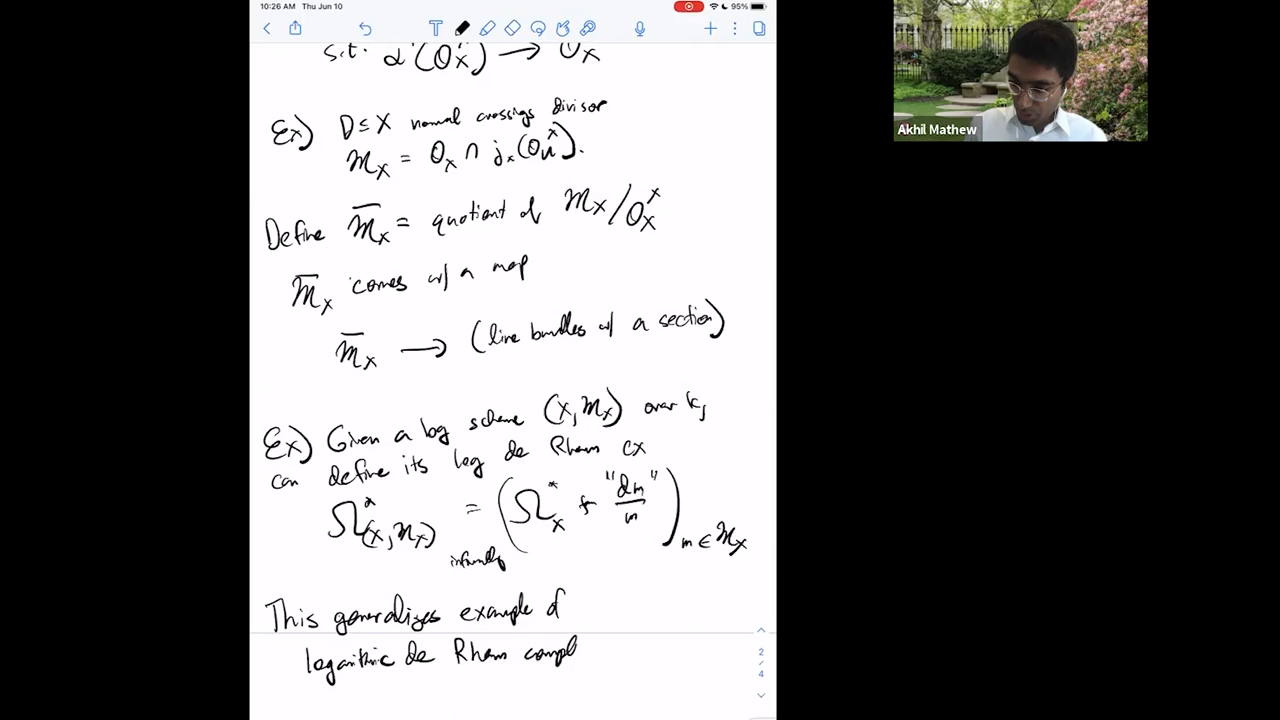 10:26 AM Thu Jun 10
95%
s.t. α⁻¹(O_X^×) → O_X^×
Ex) D ⊆ X normal crossings divisor
M_X = O_X ∩ j_*(O_U^×).
Define M̄_X = quotient of M_X/O_X^×
M̄_X comes w/ a map
M̄_X → (line bundles w/ a section)
Ex) Given a log scheme (X, M_X) over k,
can define its log de Rham cx
Ω^*_(X, M_X) = (Ω^*_X + "dm"/m)_{m ∈ M_X}
informally
This generalizes example of
logarithmic de Rham compl
2
/
4
Akhil Mathew